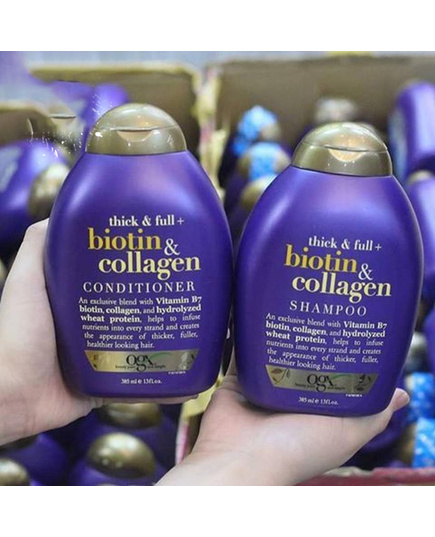 thick & full +
biotin &
collagen
CONDITIONER
An exclusive blend with Vitamin B7
biotin, collagen, and hydrolyzed
wheat protein, helps to infuse
nutrients into every strand and creates
the appearance of thicker, fuller,
healthier looking hair.
ogx
385 ml e 13 fl oz.
thick & full +
biotin &
collagen
SHAMPOO
An exclusive blend with Vitamin B7
biotin, collagen, and hydrolyzed
wheat protein, helps to infuse
nutrients into every strand and creates
the appearance of thicker, fuller,
healthier looking hair.
ogx
385 ml e 13 fl oz.